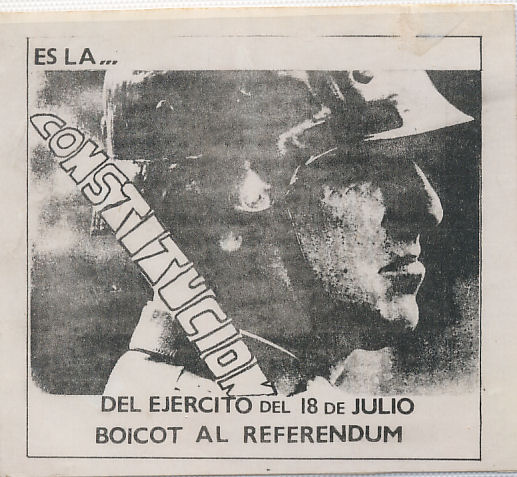 ES LA...
CONSTITUCION
DEL EJERCITO DEL 18 DE JULIO
BOICOT AL REFERENDUM